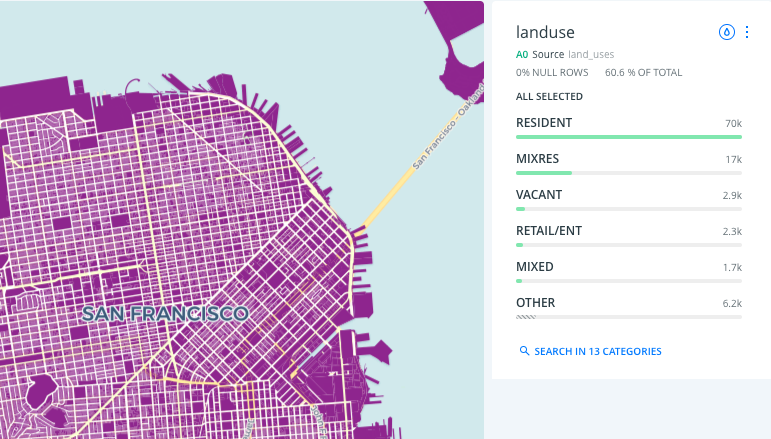 landuse
A0 Source land_uses
0% NULL ROWS 60.6 % OF TOTAL
ALL SELECTED
RESIDENT 70k
MIXRES 17k
VACANT 2.9k
RETAIL/ENT 2.3k
MIXED 1.7k
OTHER 6.2k
SEARCH IN 13 CATEGORIES
San Francisco - Oakland
SAN FRANCISCO